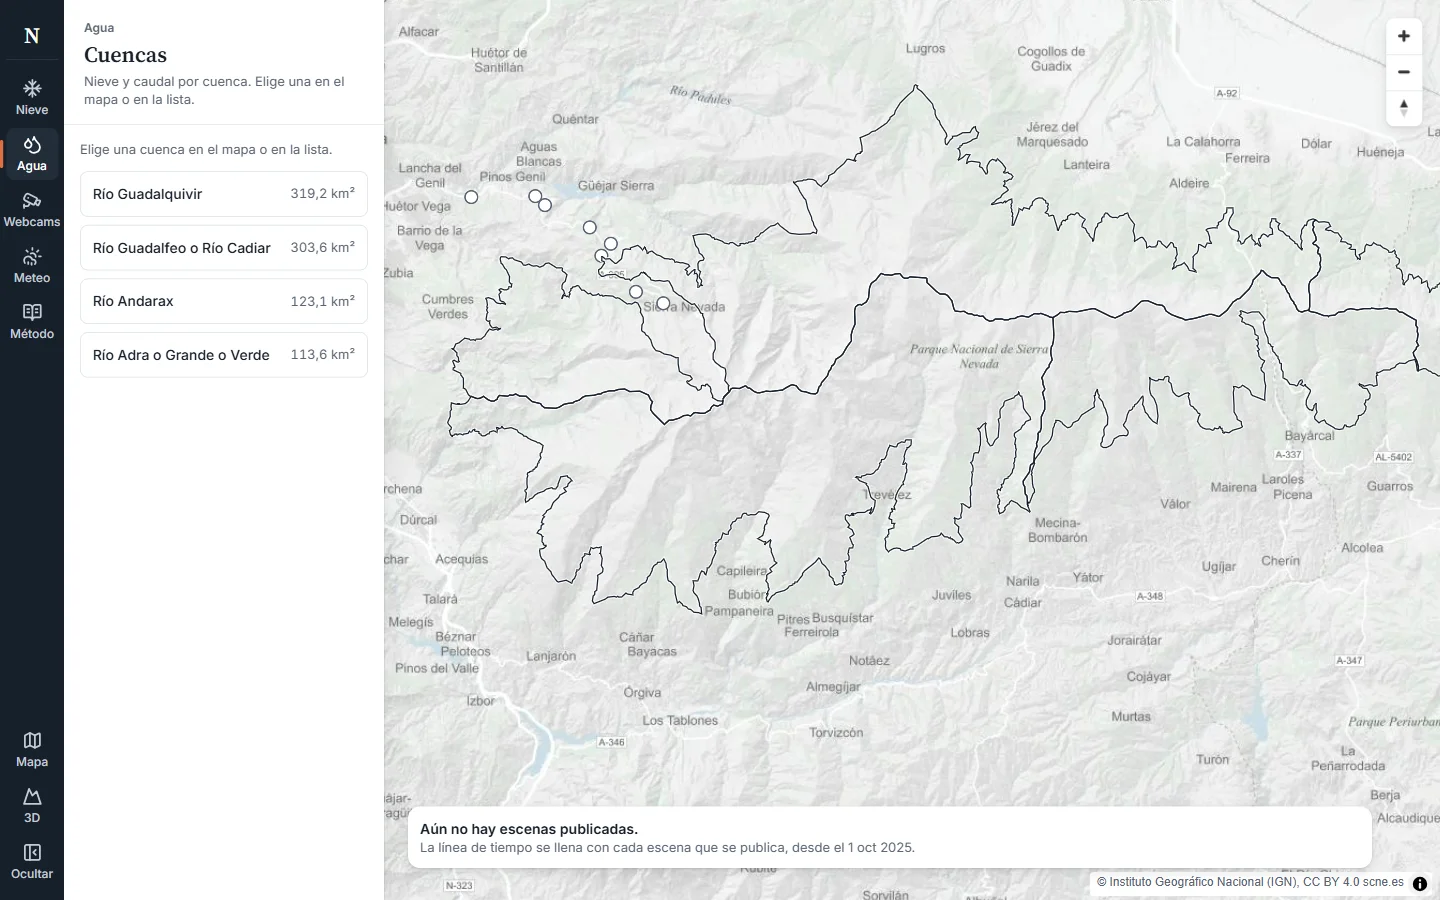 N
Nieve
Agua
Webcams
Meteo
Método
Mapa
3D
Ocultar
Agua
Cuencas
Nieve y caudal por cuenca. Elige una en el
mapa o en la lista.
Elige una cuenca en el mapa o en la lista.
Río Guadalquivir 319,2 km²
Río Guadalfeo o Río Cadiar 303,6 km²
Río Andarax 123,1 km²
Río Adra o Grande o Verde 113,6 km²
Alfacar
Huétor de
Santillán
Lugros
Cogollos de
Guadix
A-92
Río Padules
Quéntar
Jérez del
Marquesado
La Calahorra
Dólar
Huéneja
Ferreira
Aguas
Blancas
Lancha del
Genil
Pinos Genil
Lanteira
Aldeire
Güéjar Sierra
Huétor Vega
Barrio de la
Vega
Zubia
Cumbres
Verdes
Sierra Nevada
Parque Nacional de Sierra
Nevada
Bayárcal
A-337
AL-5402
Trevélez
Laroles
Mairena
Picena
Guarros
Válor
Dúrcal
Mecina-
Bombarón
Acequias
Alcolea
Cherín
Ugíjar
Capileira
Yátor
Narila
Bubión
Juviles
Cádiar
A-348
Talará
Pampaneira
Pitres
Busquístar
Ferreirola
Melegís
Béznar
Peloteos
Cáñar
Bayacas
Lobras
Jorairátar
Lanjarón
Pinos del Valle
Notáez
A-347
Cojáyar
Órgiva
Almegíjar
Ízbor
Los Tablones
Murtas
Parque Periurban
Torvizcón
A-346
Turón
La
Peñarrodada
Berja
Alcaudique
Aún no hay escenas publicadas.
La línea de tiempo se llena con cada escena que se publica, desde el 1 oct 2025.
© Instituto Geográfico Nacional (IGN), CC BY 4.0 scne.es
N-323
Sorvilán